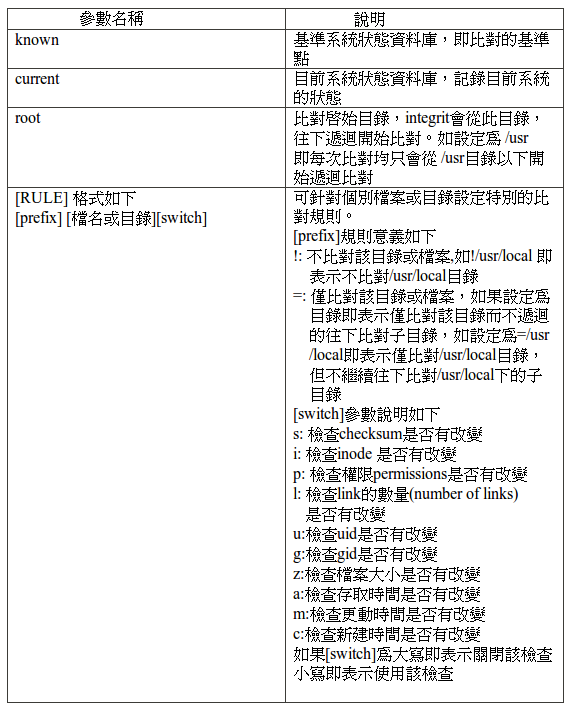 參數名稱
說明
known
基準系統狀態資料庫，即比對的基準
點
current
目前系統狀態資料庫，記錄目前系統
的狀態
root
比對啓始目錄，integrit會從此目錄，
往下遞迴開始比對。如設定爲 /usr
即每次比對均只會從 /usr目錄以下開
始遞迴比對
[RULE] 格式如下
[prefix] [檔名或目錄][switch]
可針對個別檔案或目錄設定特別的比
對規則。
[prefix]規則意義如下
!: 不比對該目錄或檔案,如!/usr/local 即
表示不比對/usr/local目錄
=: 僅比對該目錄或檔案，如果設定爲
目錄即表示僅比對該目錄而不遞迴
的往下比對子目錄，如設定爲=/usr
/local即表示僅比對/usr/local目錄，
但不繼續往下比對/usr/local下的子
目錄
[switch]參數說明如下
s: 檢查checksum是否有改變
i: 檢查inode 是否有改變
p: 檢查權限permissions是否有改變
l: 檢查link的數量(number of links)
是否有改變
u:檢查uid是否有改變
g:檢查gid是否有改變
z:檢查檔案大小是否有改變
a:檢查存取時間是否有改變
m:檢查更動時間是否有改變
c:檢查新建時間是否有改變
如果[switch]爲大寫即表示關閉該檢查
小寫即表示使用該檢查